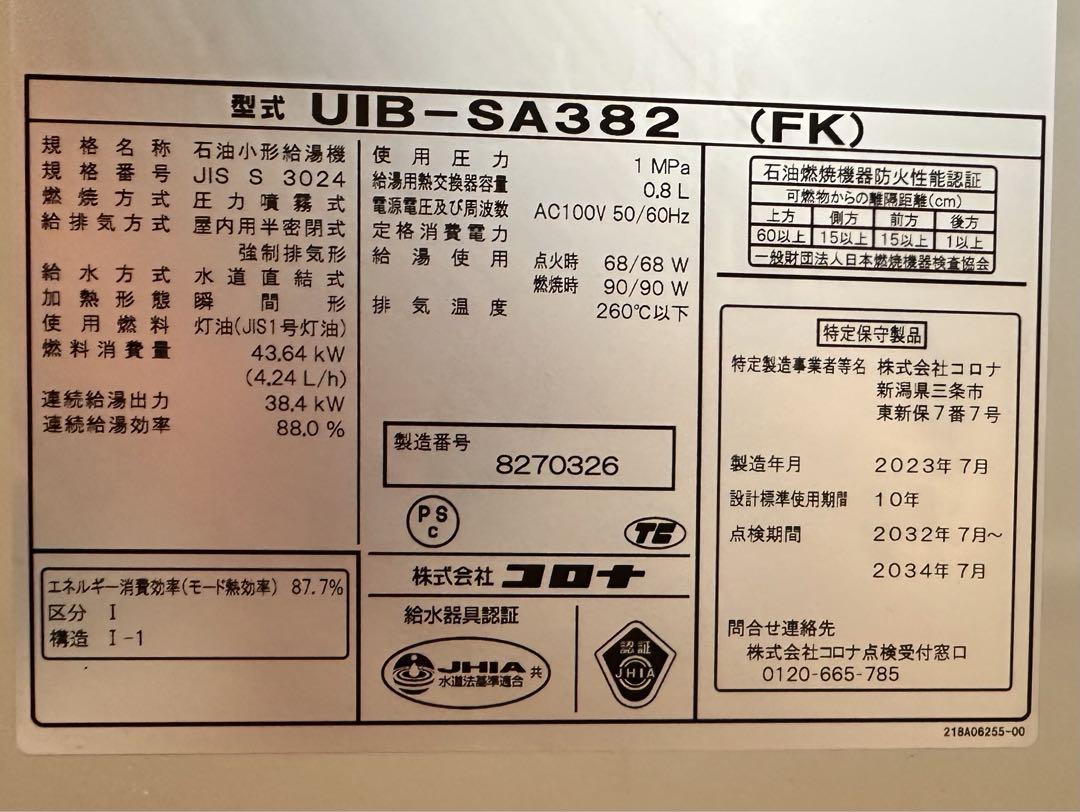 型式 UIB-SA382 (FK)
規格名称 石油小形給湯機
規格番号 JIS S 3024
燃焼方式 圧力噴霧式
給排気方式 屋内用半密閉式
強制排気形
給水方式 水道直結式
加熱形態 瞬間形
使用燃料 灯油(JIS1号灯油)
燃料消費量 43.64 kW
(4.24 L/h)
連続給湯出力 38.4 kW
連続給湯効率 88.0 %
エネルギー消費効率(モード熱効率) 87.7%
区分 I
構造 I-1
使用圧力 1 MPa
給湯用熱交換器容量 0.8 L
電源電圧及び周波数 AC100V 50/60Hz
定格消費電力
給湯使用 点火時 68/68 W
燃焼時 90/90 W
排気温度 260℃以下
製造番号
8270326
PS
C
株式会社 コロナ
給水器具認証
JHIA 共
水道法基準適合
認証
JHIA
石油燃焼機器防火性能認証
可燃物からの離隔距離(cm)
上方 側方 前方 後方
60以上 15以上 15以上 1以上
一般財団法人日本燃焼機器検査協会
特定保守製品
特定製造事業者等名 株式会社コロナ
新潟県三条市
東新保7番7号
製造年月 2023年7月
設計標準使用期間 10年
点検期間 2032年7月~
2034年7月
問合せ連絡先
株式会社コロナ点検受付窓口
0120-665-785
218A06255-00